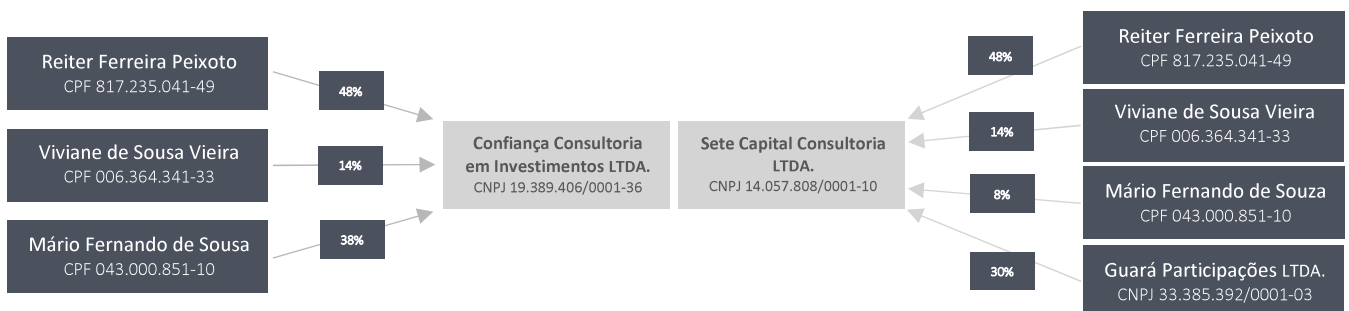 Reiter Ferreira Peixoto
CPF 817.235.041-49
48%
Viviane de Sousa Vieira
CPF 006.364.341-33
14%
Mário Fernando de Sousa
CPF 043.000.851-10
38%
Confiança Consultoria
em Investimentos LTDA.
CNPJ 19.389.406/0001-36
Sete Capital Consultoria
LTDA.
CNPJ 14.057.808/0001-10
48%
Reiter Ferreira Peixoto
CPF 817.235.041-49
14%
Viviane de Sousa Vieira
CPF 006.364.341-33
8%
Mário Fernando de Souza
CPF 043.000.851-10
30%
Guará Participações LTDA.
CNPJ 33.385.392/0001-03